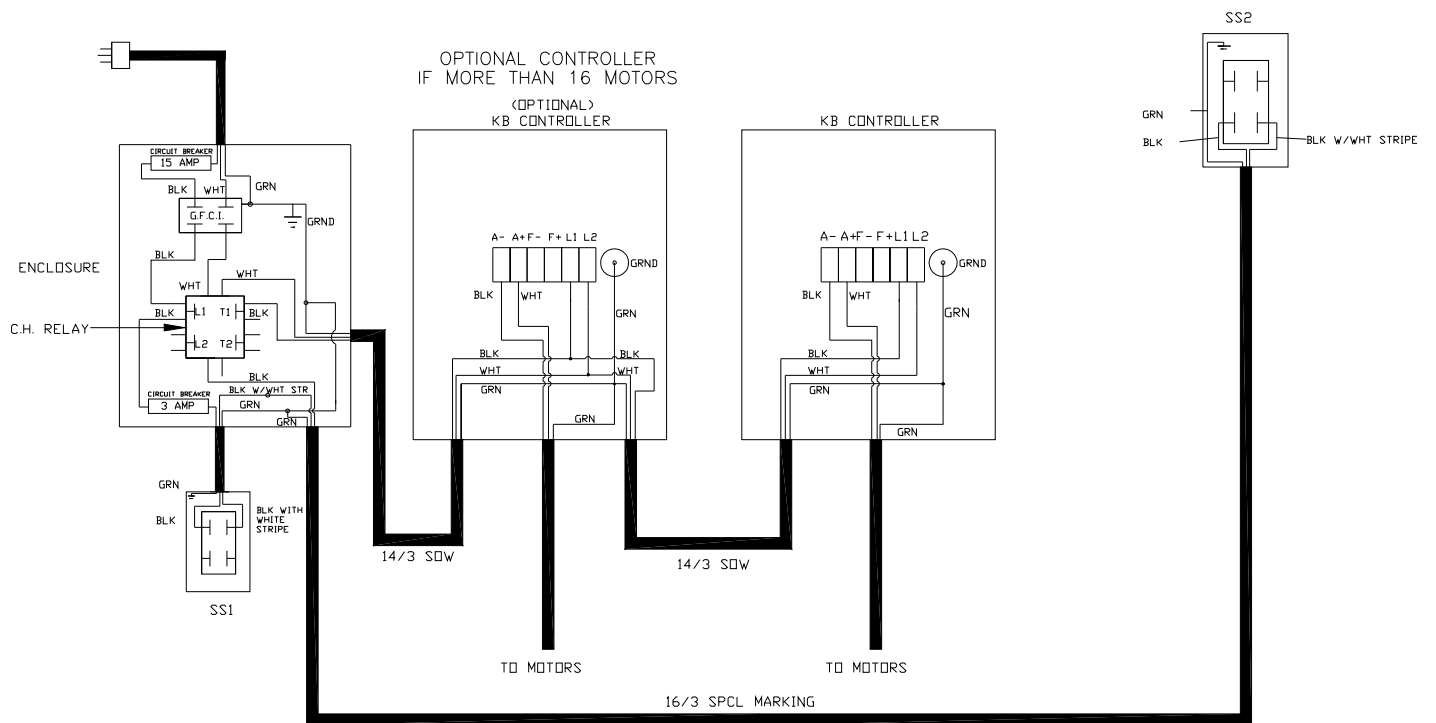 SS2
OPTIONAL CONTROLLER
IF MORE THAN 16 MOTORS
(OPTIONAL)
KB CONTROLLER
KB CONTROLLER
GRN
BLK
BLK W/WHT STRIPE
CIRCUIT BREAKER
15 AMP
BLK
WHT
GRN
G.F.C.I.
GRND
BLK
ENCLOSURE
WHT
WHT
BLK
L1
T1
BLK
C.H. RELAY
L2
T2
BLK
BLK W/WHT STR
CIRCUIT BREAKER
3 AMP
GRN
GRN
A- A+F- F+ L1 L2
GRND
BLK
WHT
GRN
BLK
BLK
WHT
WHT
GRN
GRN
A- A+F- F+L1 L2
GRND
BLK
WHT
GRN
BLK
WHT
GRN
GRN
GRN
BLK
BLK WITH
WHITE
STRIPE
SS1
14/3 SOW
14/3 SOW
TO MOTORS
TO MOTORS
16/3 SPCL MARKING